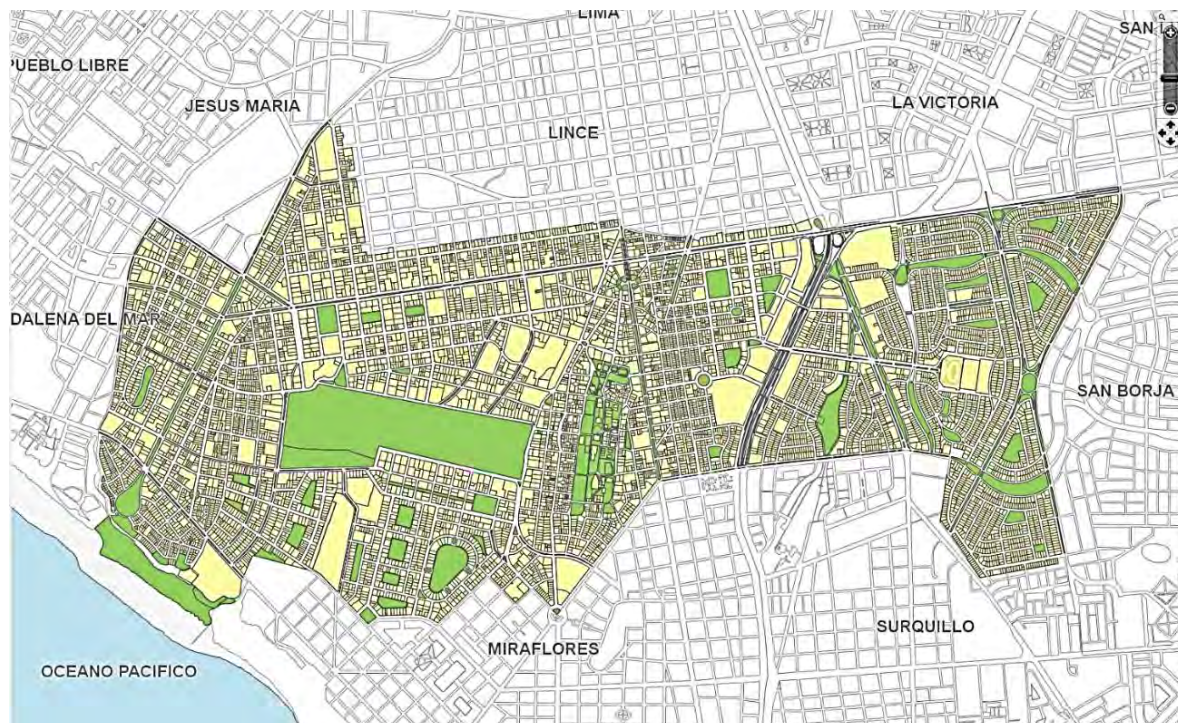 LIMA
SAN
PUEBLO LIBRE
JESUS MARIA
LA VICTORIA
LINCE
DALENA DEL MAR
SAN BORJA
SURQUILLO
MIRAFLORES
OCEANO PACIFICO